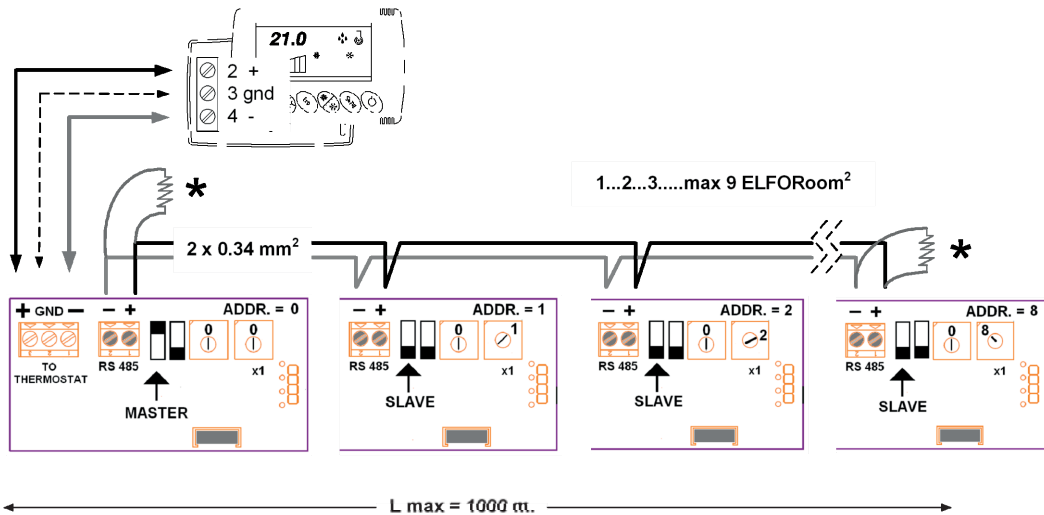 21.0
2 +
3 gnd
4 -
*
1...2...3.....max 9 ELFORoom²
2 x 0.34 mm²
*
+ GND −
− +
ADDR. = 0
0
0
TO
THERMOSTAT
RS 485
x1
MASTER
− +
ADDR. = 1
0
1
RS 485
x1
SLAVE
− +
ADDR. = 2
0
2
RS 485
x1
SLAVE
− +
ADDR. = 8
0
8
RS 485
x1
SLAVE
L max = 1000 m.